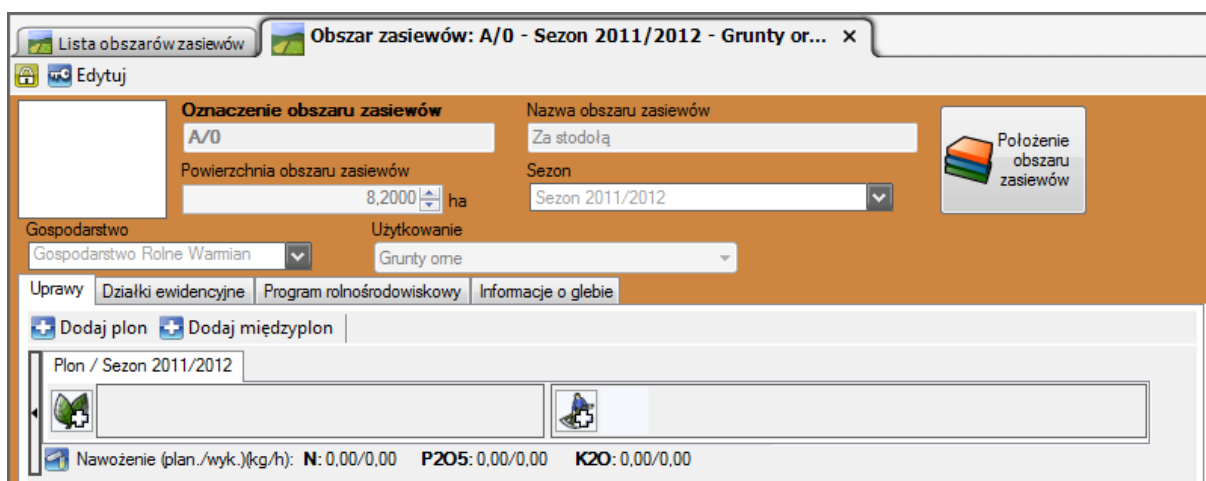 Lista obszarów zasiewów
Obszar zasiewów: A/0 - Sezon 2011/2012 - Grunty or... ×
Edytuj
Oznaczenie obszaru zasiewów
Nazwa obszaru zasiewów
A/0
Za stodołą
Położenie
obszaru
zasiewów
Powierzchnia obszaru zasiewów
Sezon
8,2000 ha
Sezon 2011/2012
Gospodarstwo
Użytkowanie
Gospodarstwo Rolne Warmian
Grunty orne
Uprawy Działki ewidencyjne Program rolnośrodowiskowy Informacje o glebie
Dodaj plon Dodaj międzyplon
Plon / Sezon 2011/2012
Nawożenie (plan./wyk.)(kg/h): N: 0,00/0,00 P2O5: 0,00/0,00 K2O: 0,00/0,00